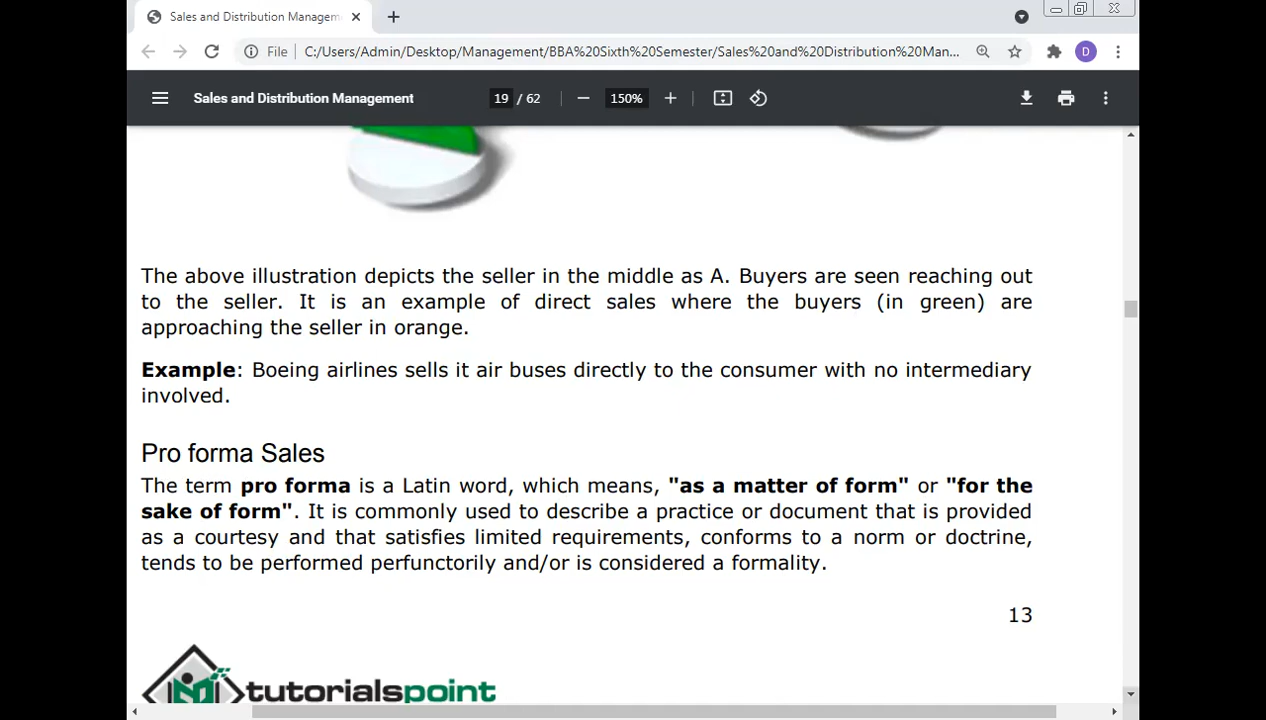 Sales and Distribution Managem
File
C:/Users/Admin/Desktop/Management/BBA%20Sixth%20Semester/Sales%20and%20Distribution%20Man...
D
Sales and Distribution Management
19 / 62
150%
The above illustration depicts the seller in the middle as A. Buyers are seen reaching out
to the seller. It is an example of direct sales where the buyers (in green) are
approaching the seller in orange.
Example: Boeing airlines sells it air buses directly to the consumer with no intermediary
involved.
Pro forma Sales
The term pro forma is a Latin word, which means, "as a matter of form" or "for the
sake of form". It is commonly used to describe a practice or document that is provided
as a courtesy and that satisfies limited requirements, conforms to a norm or doctrine,
tends to be performed perfunctorily and/or is considered a formality.
13
tutorialspoint